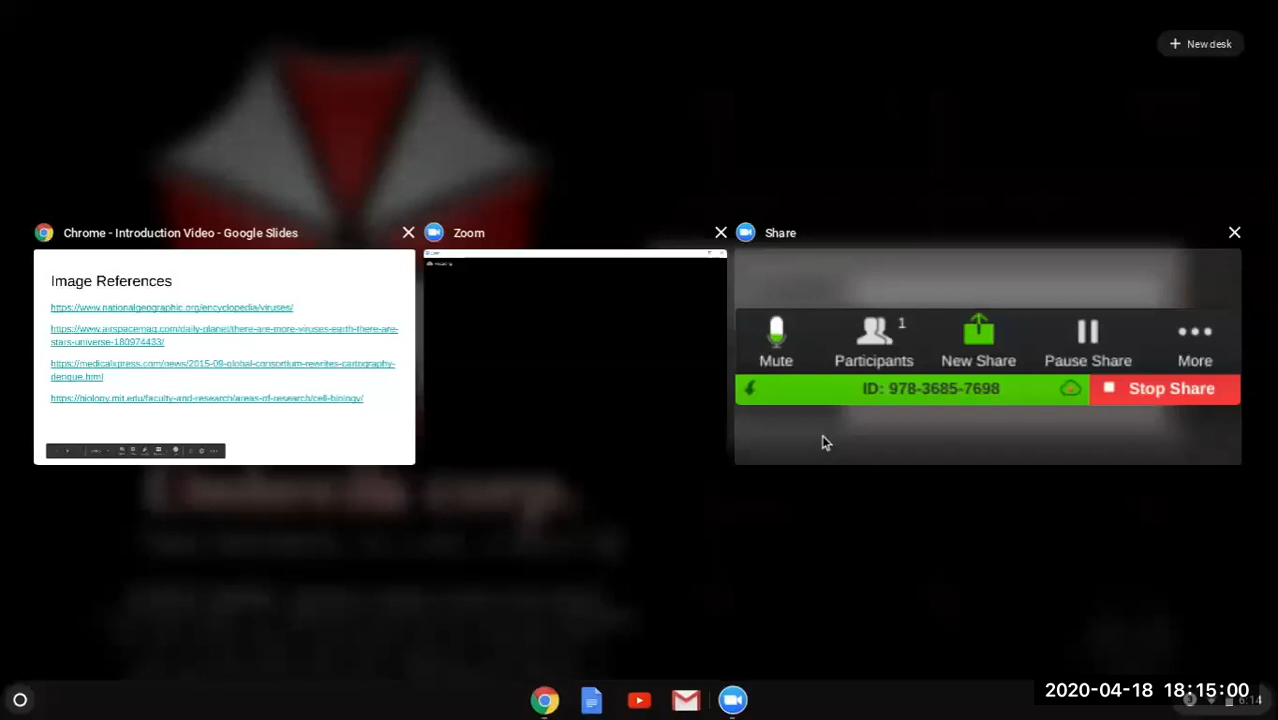 New desk
Chrome - Introduction Video - Google Slides
Zoom
Share
Image References
https://www.nationalgeographic.org/encyclopedia/viruses/
https://www.airspacemag.com/daily-planet/there-are-more-viruses-earth-there-are-
stars-universe-180974433/
https://medicalxpress.com/news/2015-09-global-consortium-rewrites-cartography-
dengue.html
https://biology.mit.edu/faculty-and-research/areas-of-research/cell-biology/
1
Mute
Participants
New Share
Pause Share
More
ID: 978-3685-7698
Stop Share
2020-04-18 18:15:00
6:14